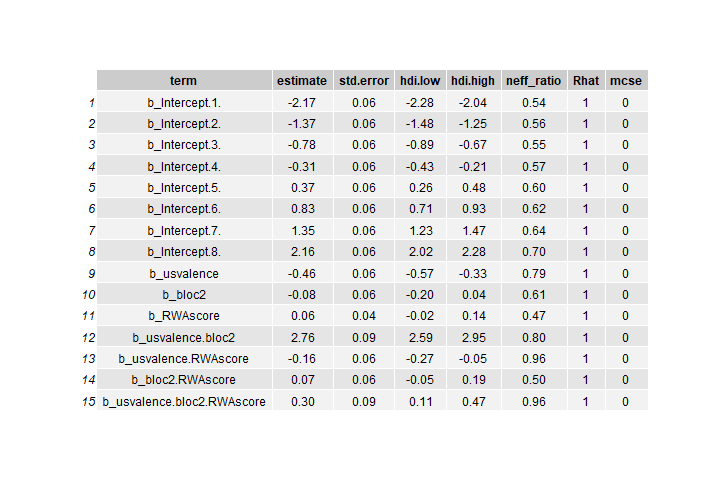 term estimate std.error hdi.low hdi.high neff_ratio Rhat mcse
1 b_Intercept.1. -2.17 0.06 -2.28 -2.04 0.54 1 0
2 b_Intercept.2. -1.37 0.06 -1.48 -1.25 0.56 1 0
3 b_Intercept.3. -0.78 0.06 -0.89 -0.67 0.55 1 0
4 b_Intercept.4. -0.31 0.06 -0.43 -0.21 0.57 1 0
5 b_Intercept.5. 0.37 0.06 0.26 0.48 0.60 1 0
6 b_Intercept.6. 0.83 0.06 0.71 0.93 0.62 1 0
7 b_Intercept.7. 1.35 0.06 1.23 1.47 0.64 1 0
8 b_Intercept.8. 2.16 0.06 2.02 2.28 0.70 1 0
9 b_usvalence -0.46 0.06 -0.57 -0.33 0.79 1 0
10 b_bloc2 -0.08 0.06 -0.20 0.04 0.61 1 0
11 b_RWAscore 0.06 0.04 -0.02 0.14 0.47 1 0
12 b_usvalence.bloc2 2.76 0.09 2.59 2.95 0.80 1 0
13 b_usvalence.RWAscore -0.16 0.06 -0.27 -0.05 0.96 1 0
14 b_bloc2.RWAscore 0.07 0.06 -0.05 0.19 0.50 1 0
15 b_usvalence.bloc2.RWAscore 0.30 0.09 0.11 0.47 0.96 1 0